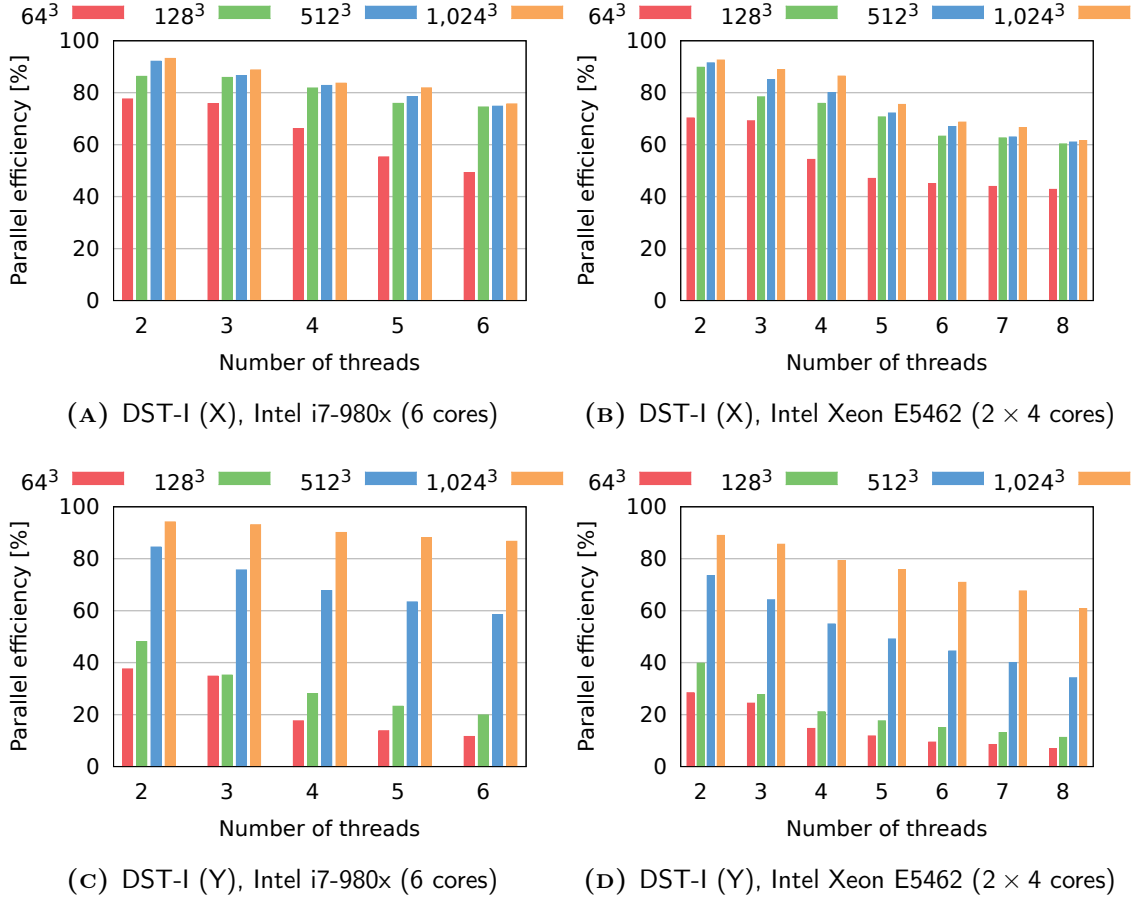 64³ 128³ 512³ 1,024³
Parallel efficiency [%]
100
80
60
40
20
0
2 3 4 5 6
Number of threads
(A) DST-I (X), Intel i7-980x (6 cores)
64³ 128³ 512³ 1,024³
Parallel efficiency [%]
100
80
60
40
20
0
2 3 4 5 6 7 8
Number of threads
(B) DST-I (X), Intel Xeon E5462 (2 × 4 cores)
64³ 128³ 512³ 1,024³
Parallel efficiency [%]
100
80
60
40
20
0
2 3 4 5 6
Number of threads
(C) DST-I (Y), Intel i7-980x (6 cores)
64³ 128³ 512³ 1,024³
Parallel efficiency [%]
100
80
60
40
20
0
2 3 4 5 6 7 8
Number of threads
(D) DST-I (Y), Intel Xeon E5462 (2 × 4 cores)